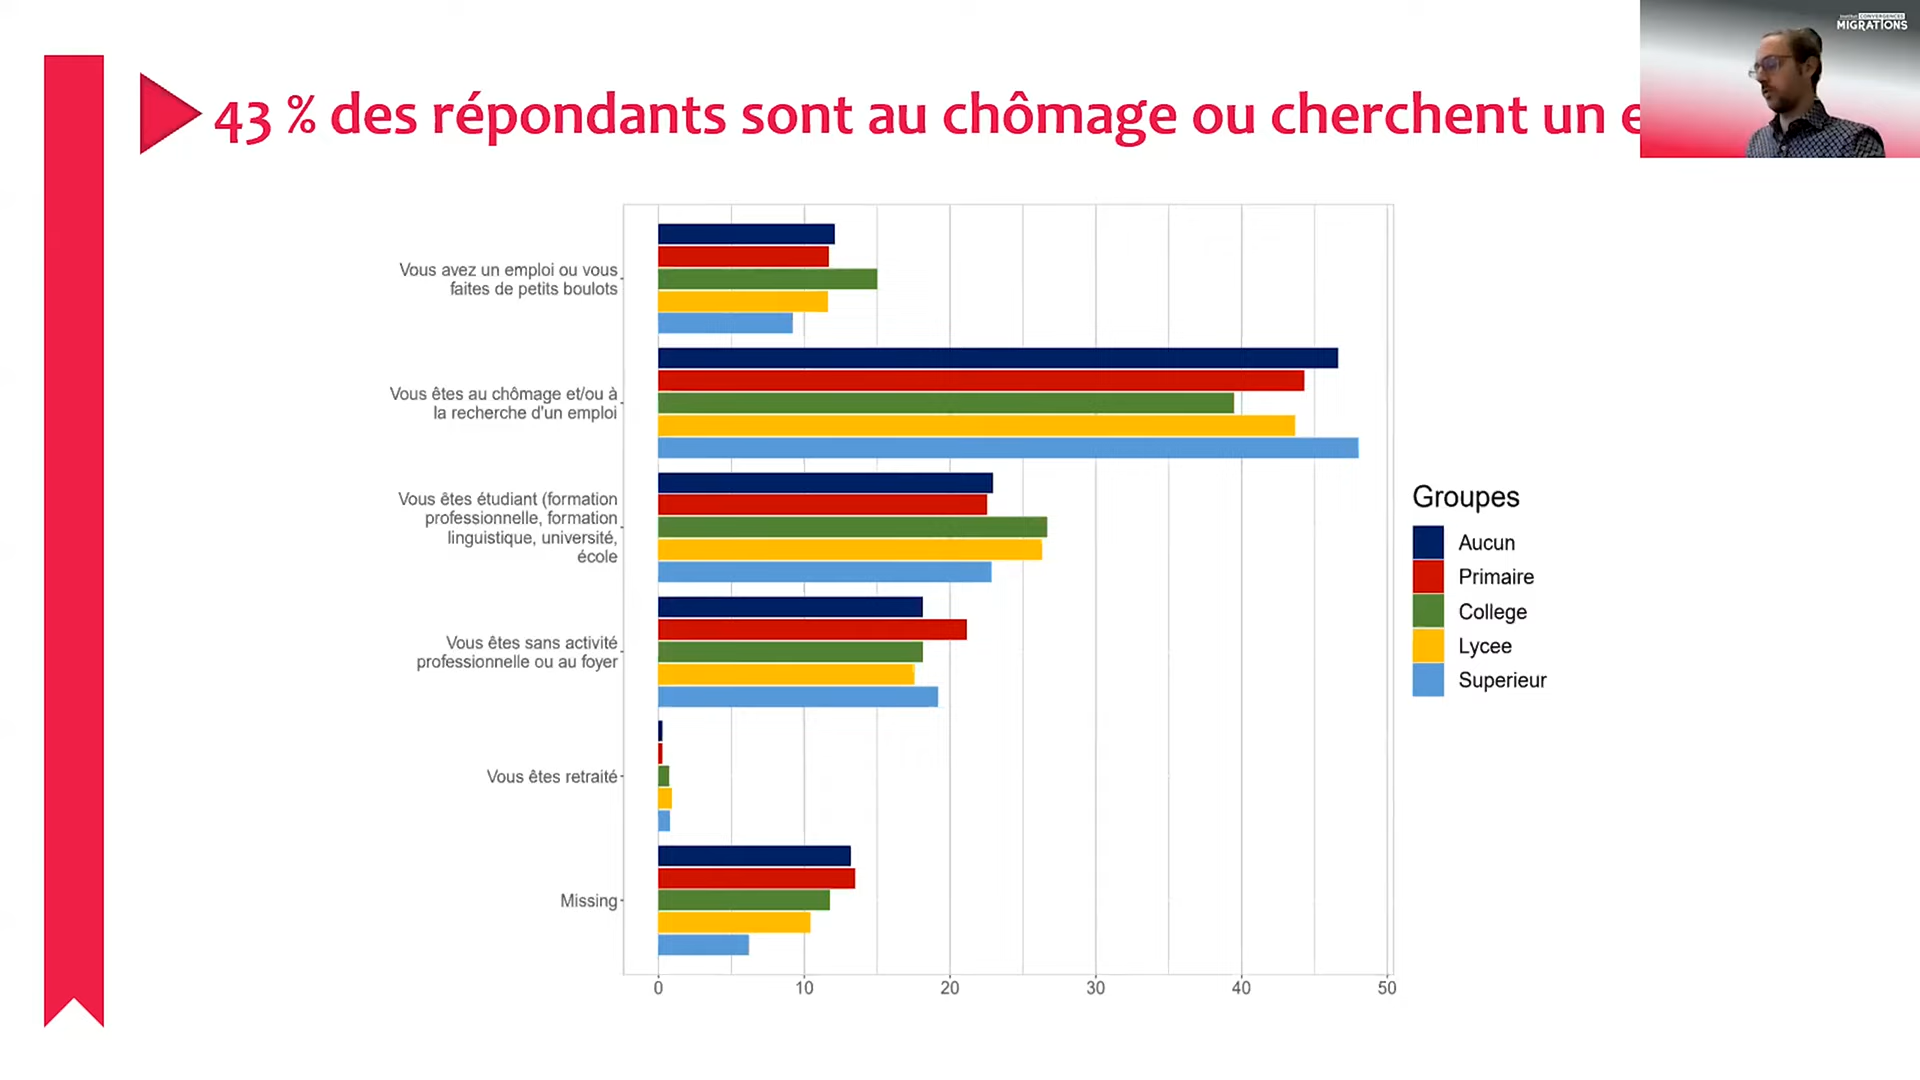 43 % des répondants sont au chômage ou cherchent un e
CONVERGENCES
MIGRATIONS
Vous avez un emploi ou vous
faites de petits boulots
Vous êtes au chômage et/ou à
la recherche d'un emploi
Vous êtes étudiant (formation
professionnelle, formation
linguistique, université,
école
Vous êtes sans activité
professionnelle ou au foyer
Vous êtes retraité
Missing
0 10 20 30 40 50
Groupes
Aucun
Primaire
College
Lycee
Superieur